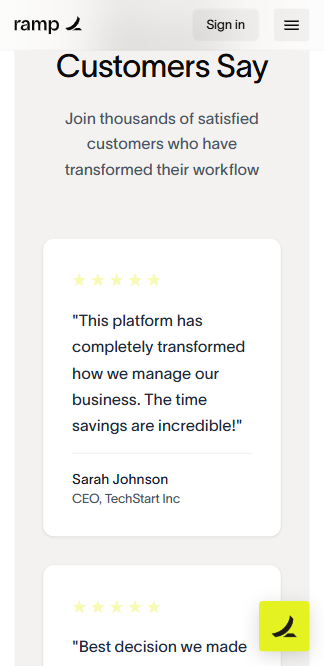 ramp
Sign in
Customers Say
Join thousands of satisfied
customers who have
transformed their workflow
"This platform has
completely transformed
how we manage our
business. The time
savings are incredible!"
Sarah Johnson
CEO, TechStart Inc
"Best decision we made